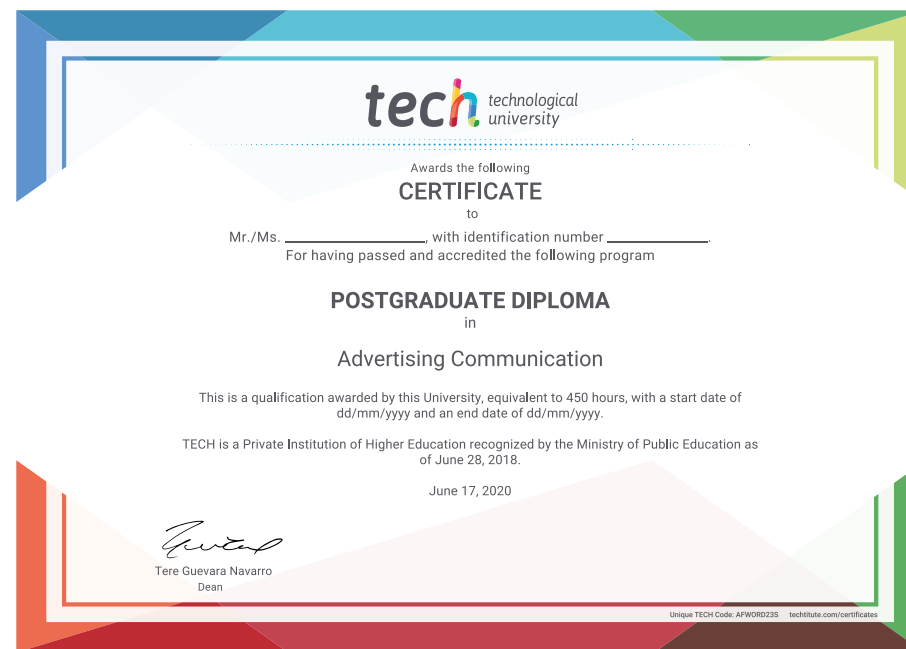 tech technological
university
Awards the following
CERTIFICATE
to
Mr./Ms. ____________, with identification number _________.
For having passed and accredited the following program
POSTGRADUATE DIPLOMA
in
Advertising Communication
This is a qualification awarded by this University, equivalent to 450 hours, with a start date of
dd/mm/yyyy and an end date of dd/mm/yyyy.
TECH is a Private Institution of Higher Education recognized by the Ministry of Public Education as
of June 28, 2018.
June 17, 2020
Tere Guevara Navarro
Dean
Unique TECH Code: AFWORD23S techtitute.com/certificates